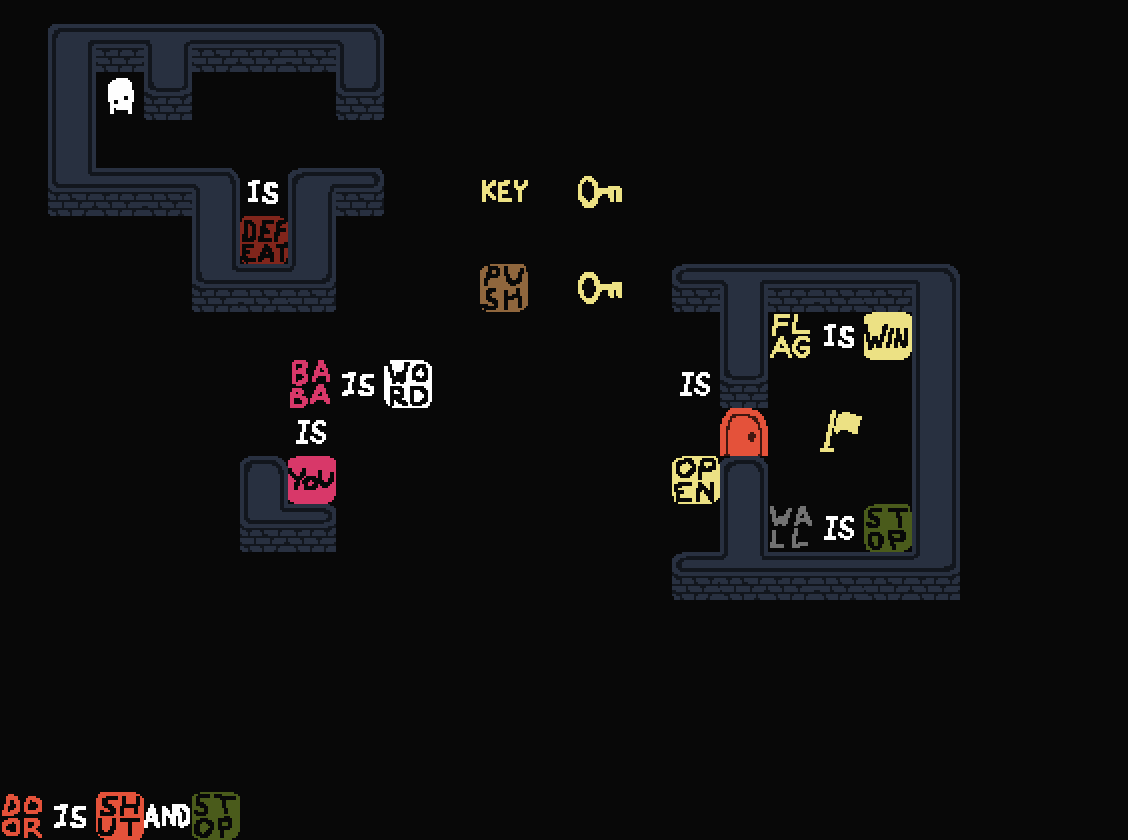 IS
KEY
DEFEAT
PUSH
FLAG IS WIN
BABA IS WORD
IS
IS
YOU
OPEN
WALL IS STOP
DOOR IS SHUT AND STOP